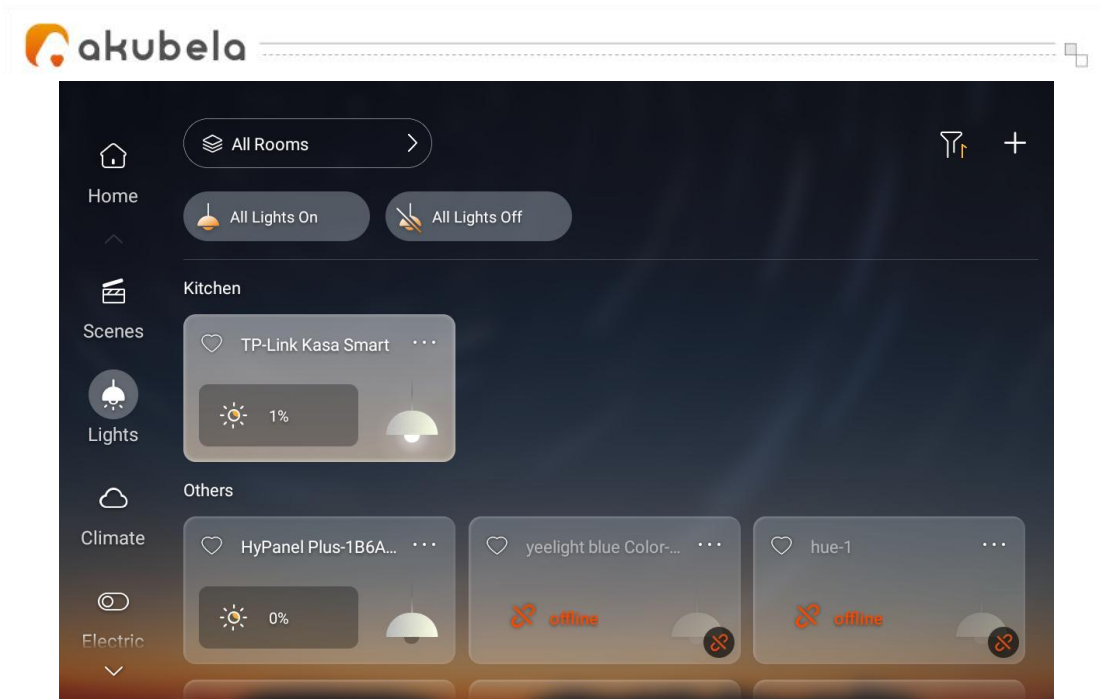 akubela
All Rooms
Home
All Lights On
All Lights Off
Kitchen
Scenes
TP-Link Kasa Smart ...
1%
Lights
Others
Climate
HyPanel Plus-1B6A... ...
yeelight blue Color-... ...
hue-1 ...
0%
offline
offline
Electric